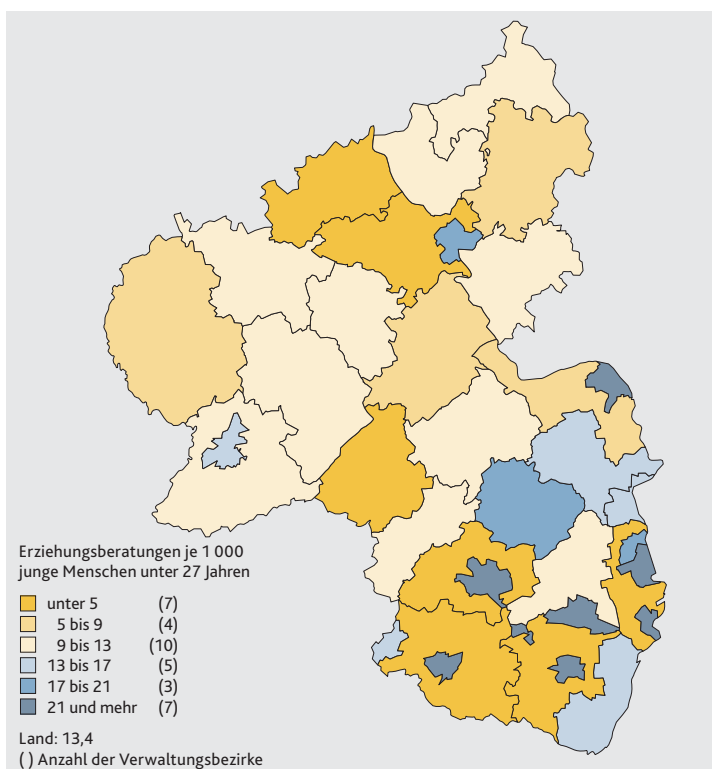 Erziehungsberatungen je 1 000
junge Menschen unter 27 Jahren
unter 5 (7)
5 bis 9 (4)
9 bis 13 (10)
13 bis 17 (5)
17 bis 21 (3)
21 und mehr (7)
Land: 13,4
( ) Anzahl der Verwaltungsbezirke